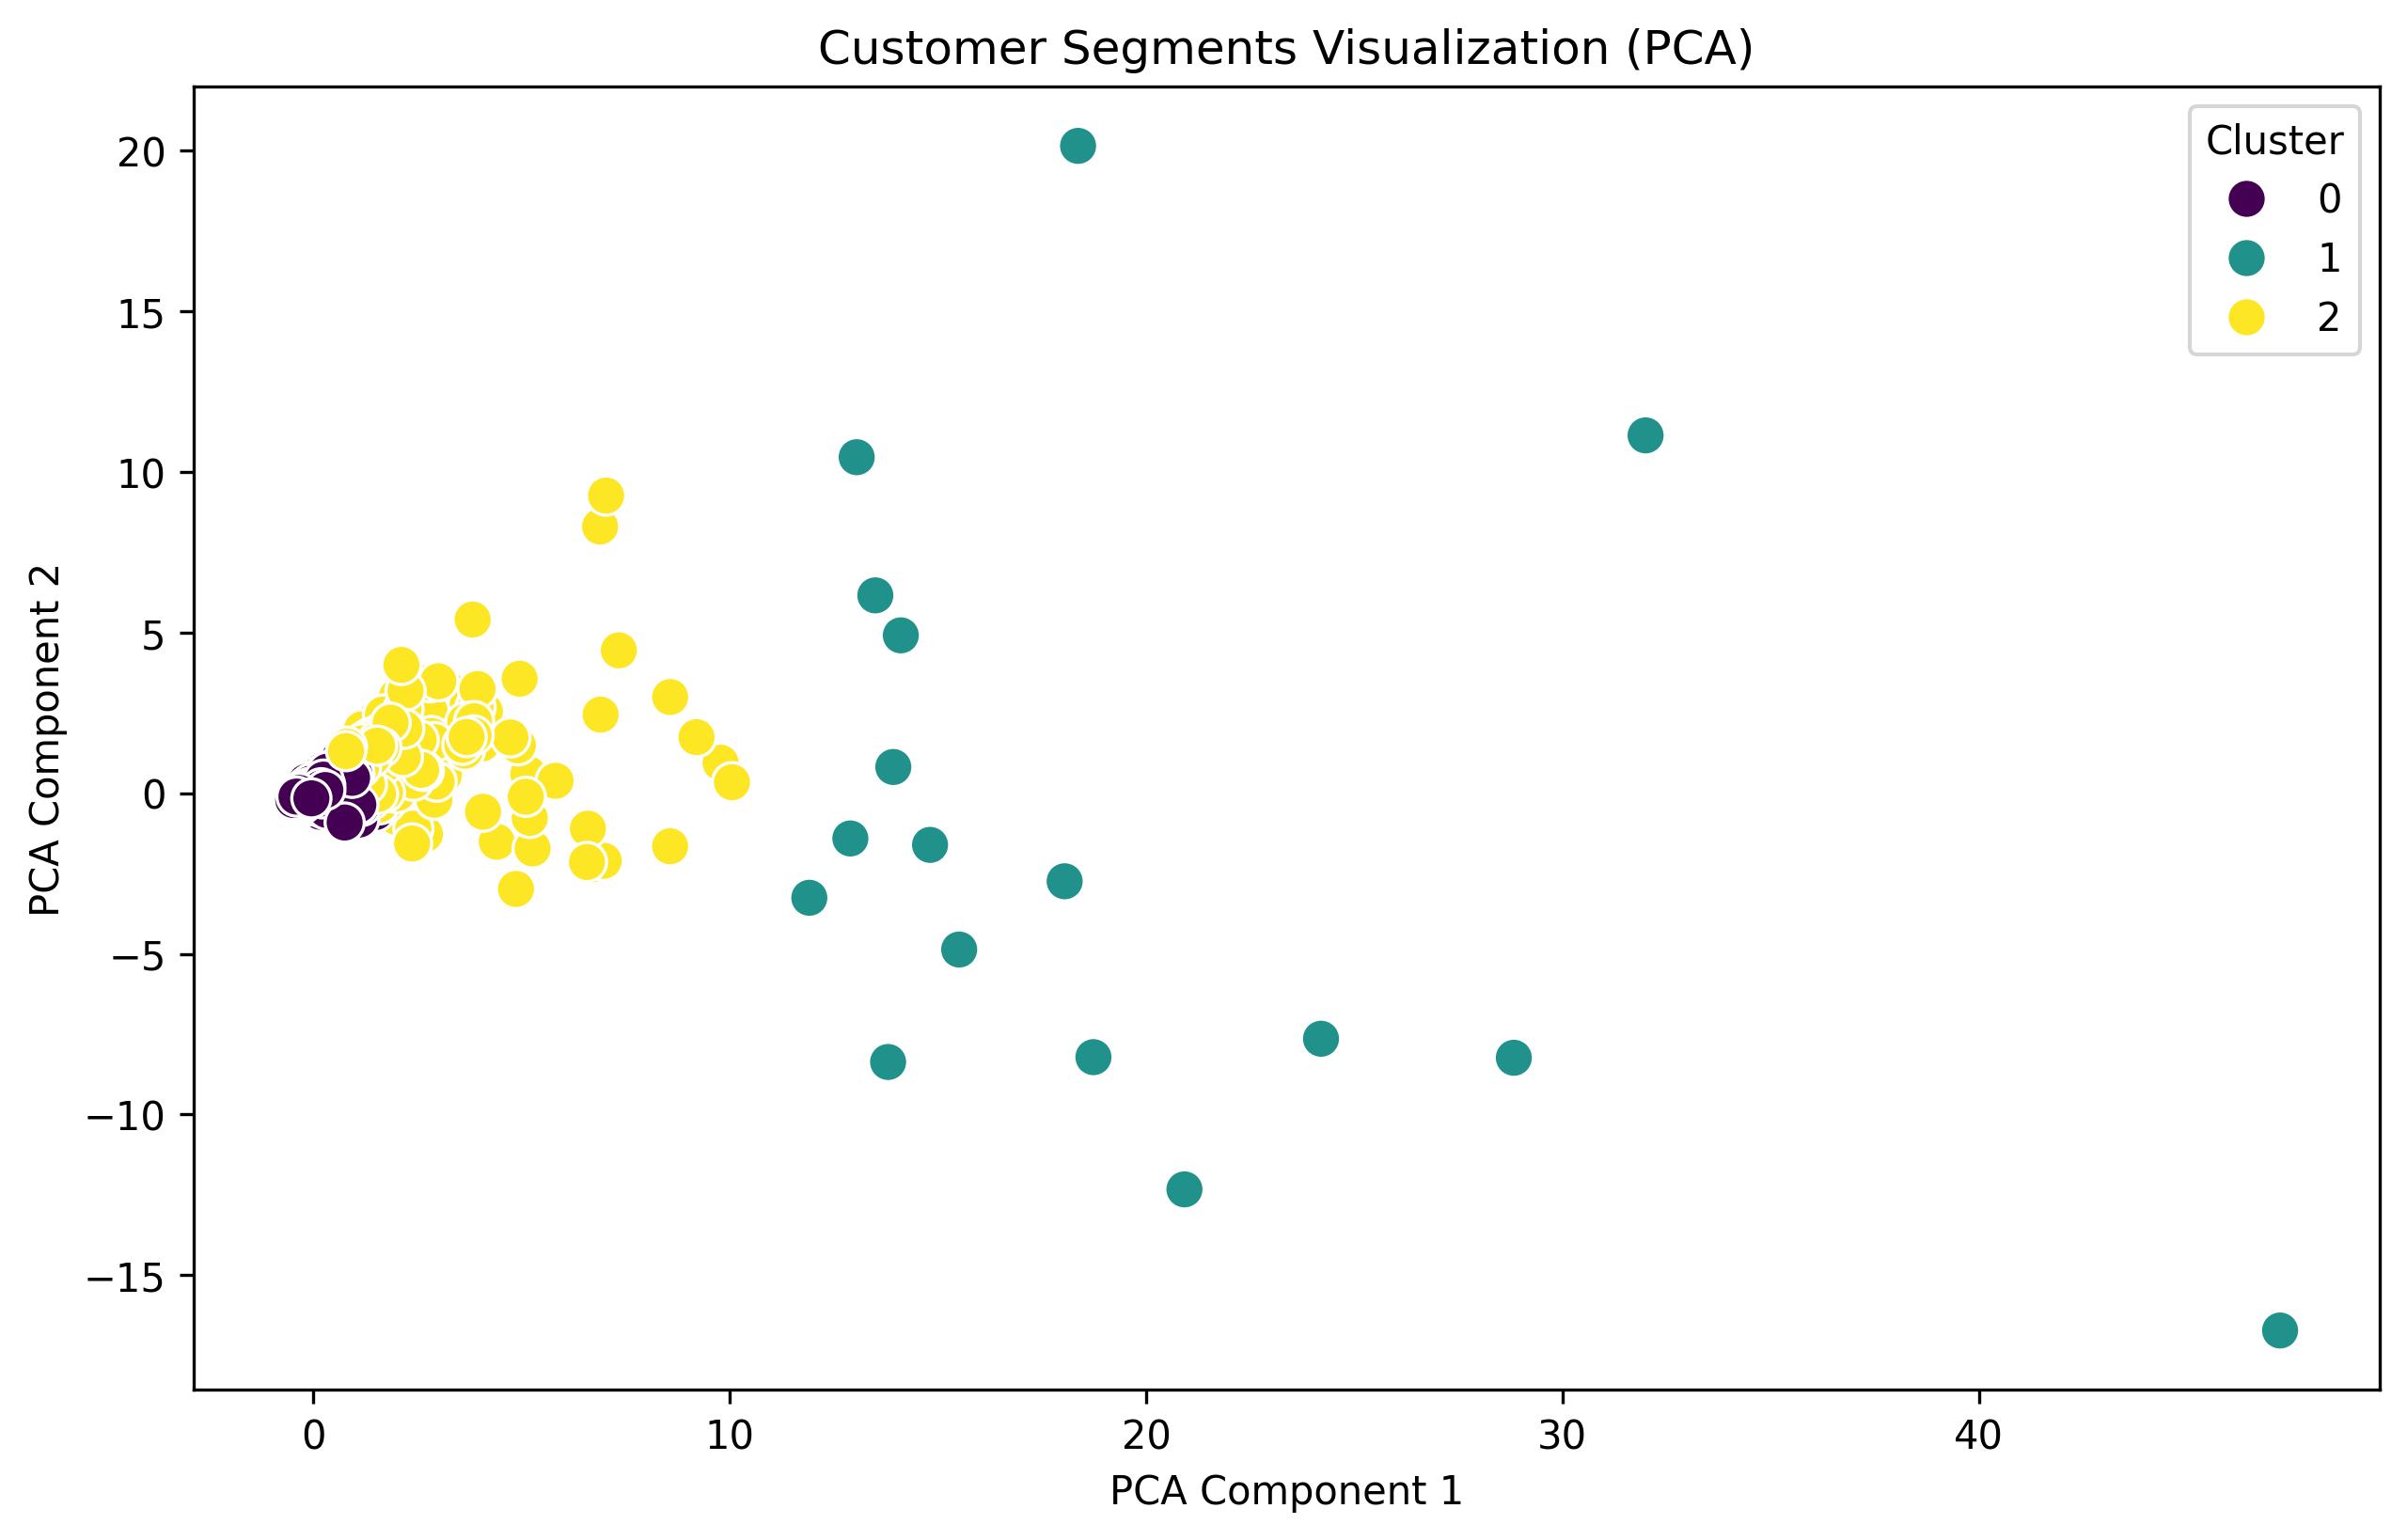 Customer Segments Visualization (PCA)
Cluster
0
1
2
20
15
10
5
0
−5
−10
−15
PCA Component 2
0 10 20 30 40
PCA Component 1